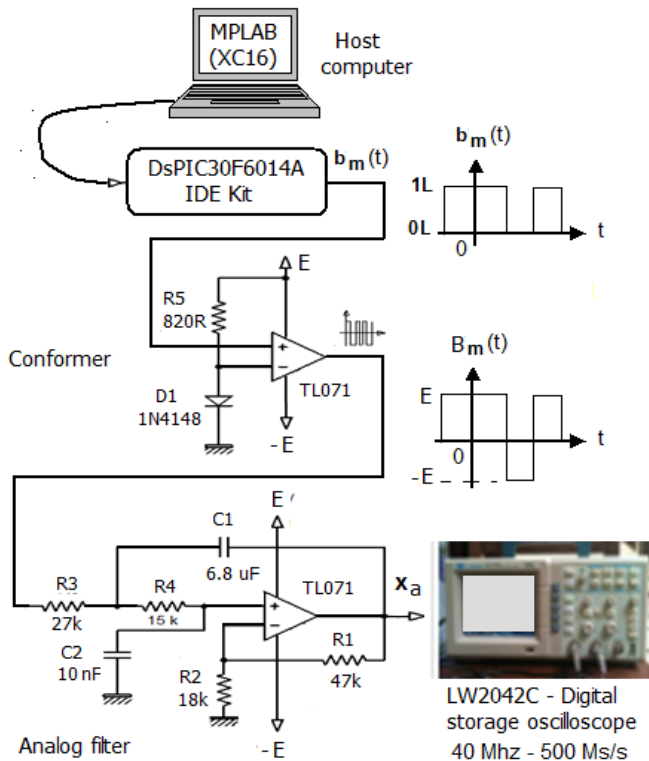 MPLAB
(XC16)
Host
computer
DsPIC30F6014A
IDE Kit
bm(t)
bm(t)
1L
0L
0
t
E
R5
820R
Conformer
+
−
TL071
D1
1N4148
-E
Bm(t)
E
0
t
-E
E
C1
6.8 uF
TL071
R3
27k
R4
15 k
+
−
xa
C2
10 nF
R2
18k
R1
47k
-E
Analog filter
LW2042C - Digital
storage oscilloscope
40 Mhz - 500 Ms/s